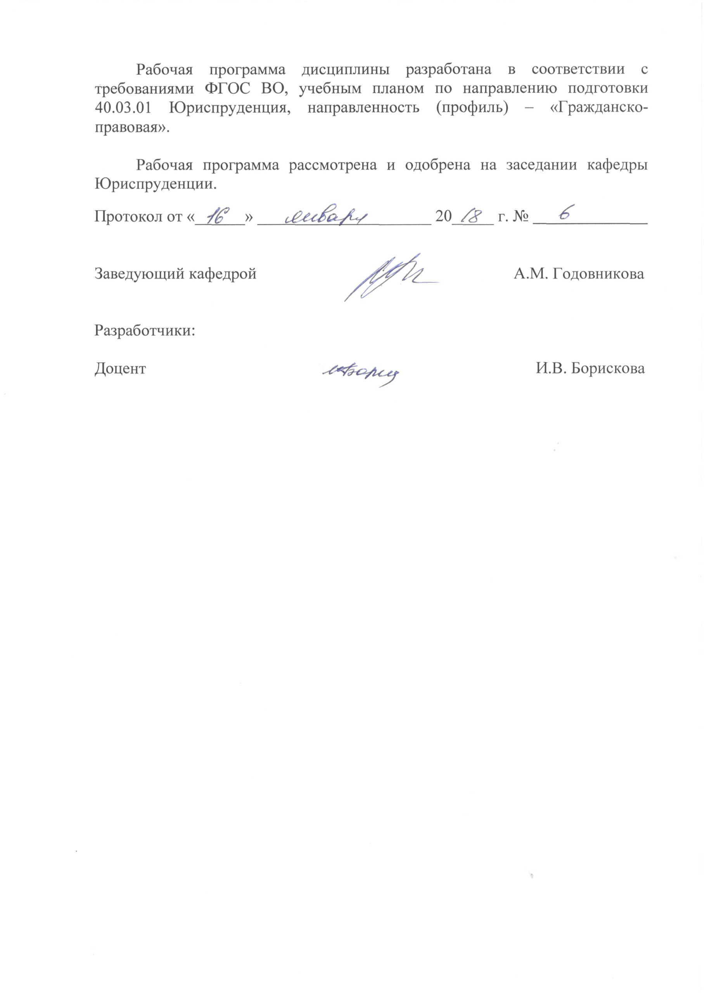 Рабочая программа дисциплины разработана в соответствии с
требованиями ФГОС ВО, учебным планом по направлению подготовки
40.03.01 Юриспруденция, направленность (профиль) – «Гражданско-
правовая».
Рабочая программа рассмотрена и одобрена на заседании кафедры
Юриспруденции.
Протокол от « 16 » января 20 18 г. № 6
Заведующий кафедрой А.М. Годовникова
Разработчики:
Доцент И.В. Борискова